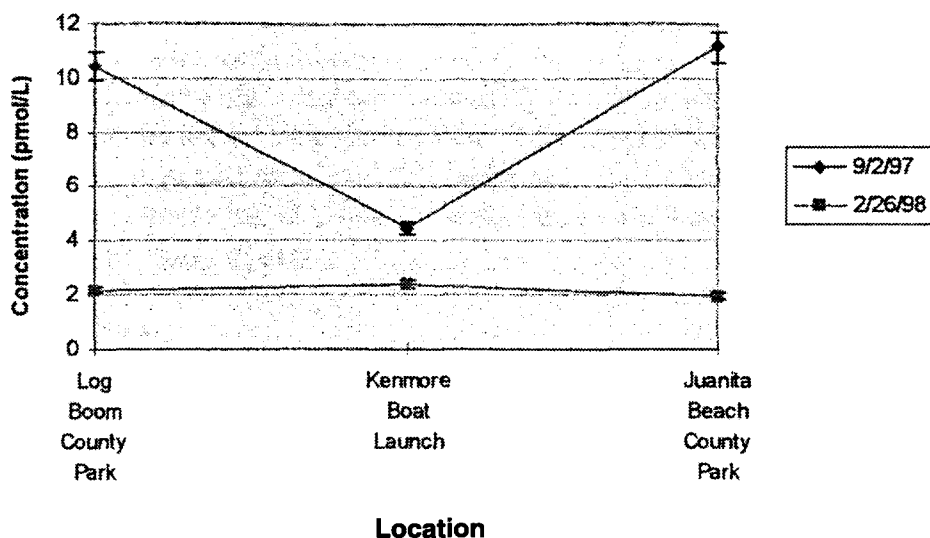 Concentration (pmol/L)
12
10
8
6
4
2
0
Log
Boom
County
Park
Kenmore
Boat
Launch
Juanita
Beach
County
Park
Location
9/2/97
2/26/98